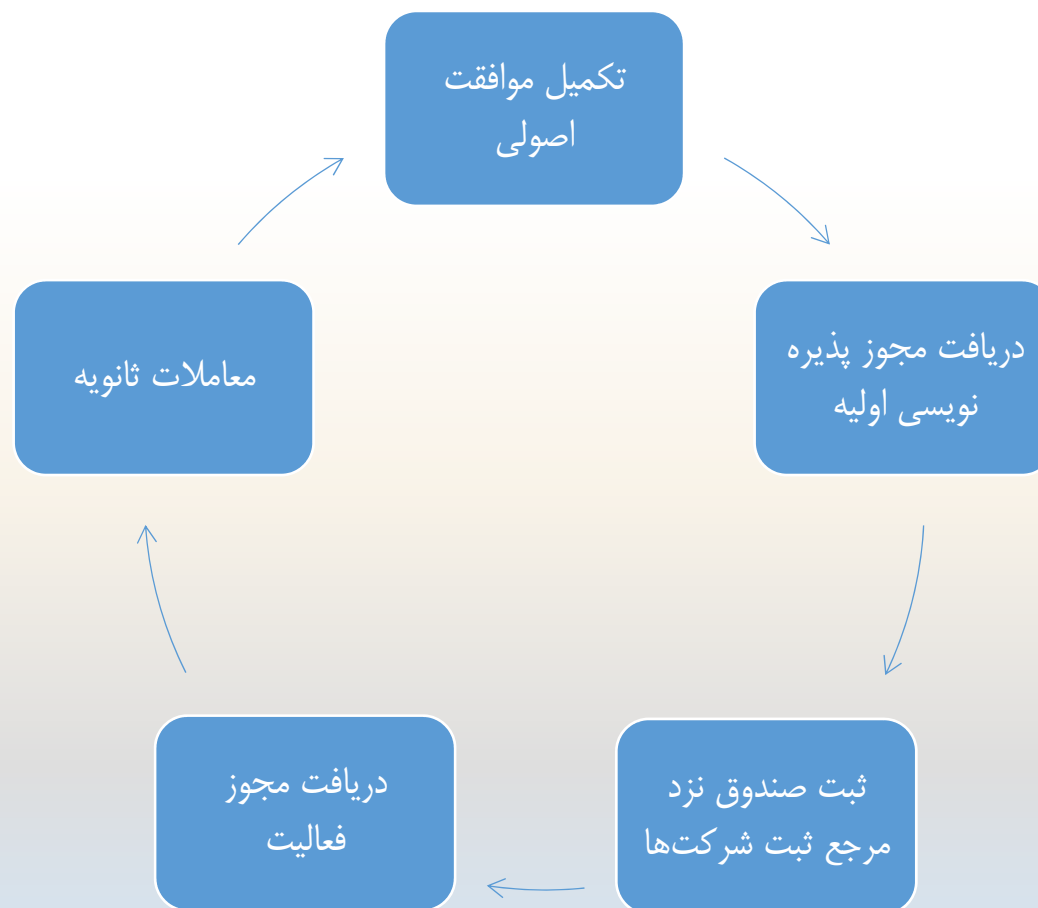 تکمیل موافقت
اصولی
دریافت مجوز پذیره
نویسی اولیه
ثبت صندوق نزد
مرجع ثبت شرکت‌ها
دریافت مجوز
فعالیت
معاملات ثانویه